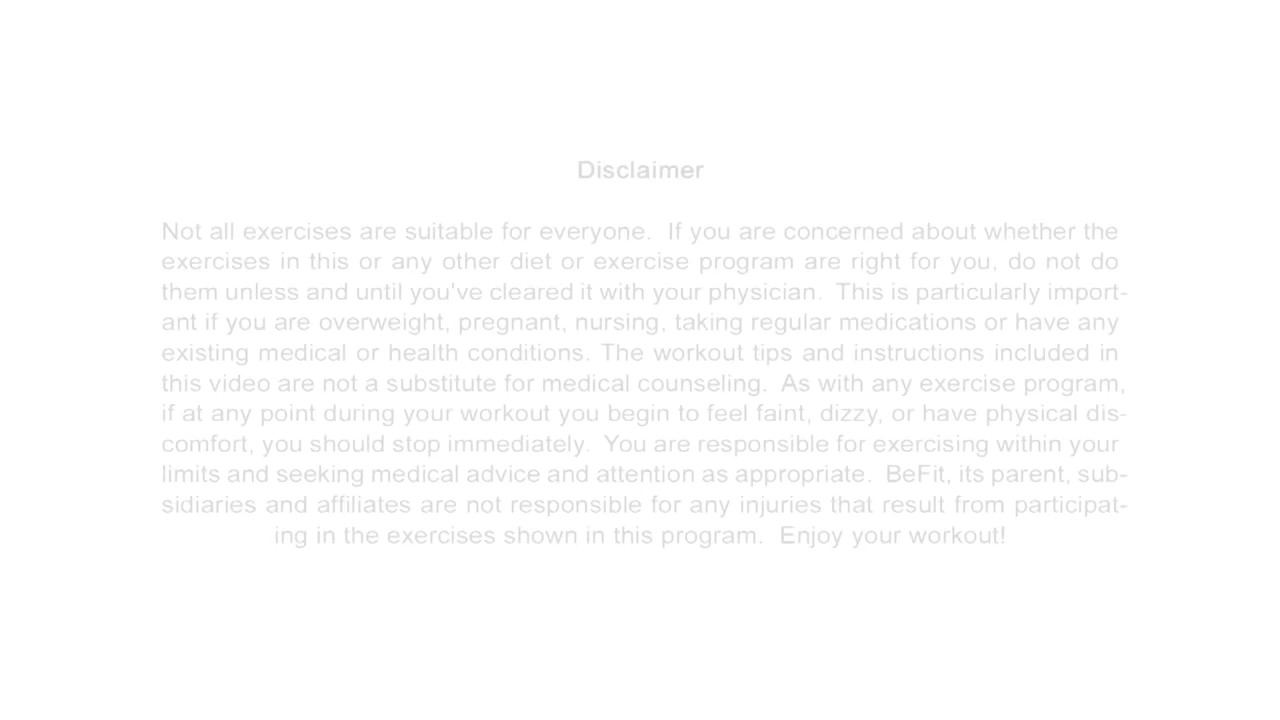 Disclaimer
Not all exercises are suitable for everyone.  If you are concerned about whether the
exercises in this or any other diet or exercise program are right for you, do not do
them unless and until you've cleared it with your physician.  This is particularly import-
ant if you are overweight, pregnant, nursing, taking regular medications or have any
existing medical or health conditions. The workout tips and instructions included in
this video are not a substitute for medical counseling.  As with any exercise program,
if at any point during your workout you begin to feel faint, dizzy, or have physical dis-
comfort, you should stop immediately.  You are responsible for exercising within your
limits and seeking medical advice and attention as appropriate.  BeFit, its parent, sub-
sidiaries and affiliates are not responsible for any injuries that result from participat-
ing in the exercises shown in this program.  Enjoy your workout!